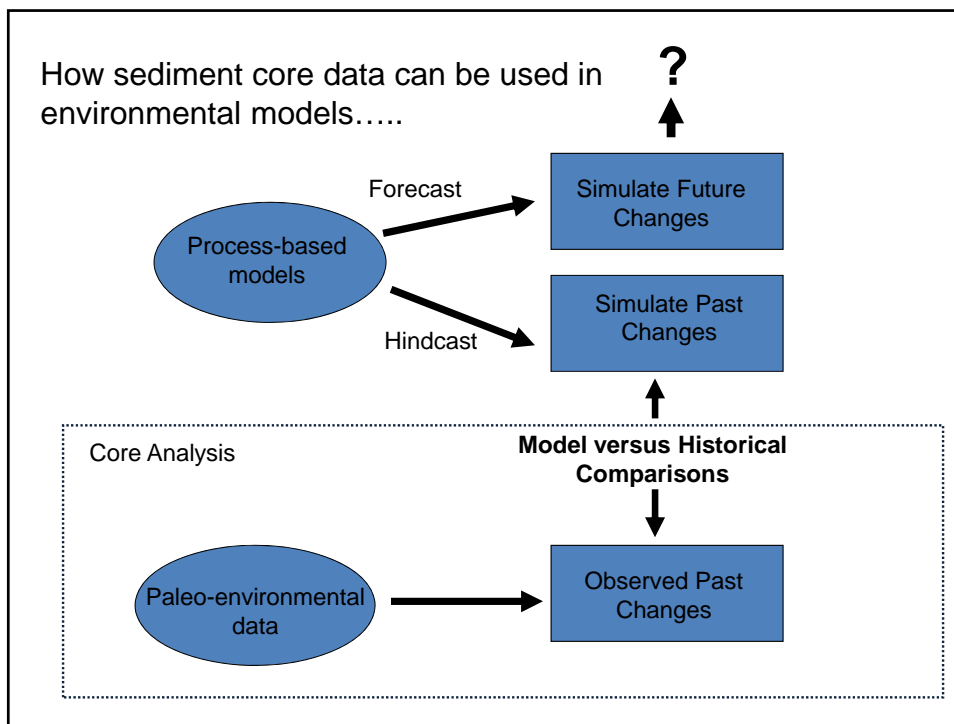 How sediment core data can be used in
environmental models…..
?
Forecast
Simulate Future
Changes
Process-based
models
Simulate Past
Changes
Hindcast
Core Analysis
Model versus Historical
Comparisons
Paleo-environmental
data
Observed Past
Changes